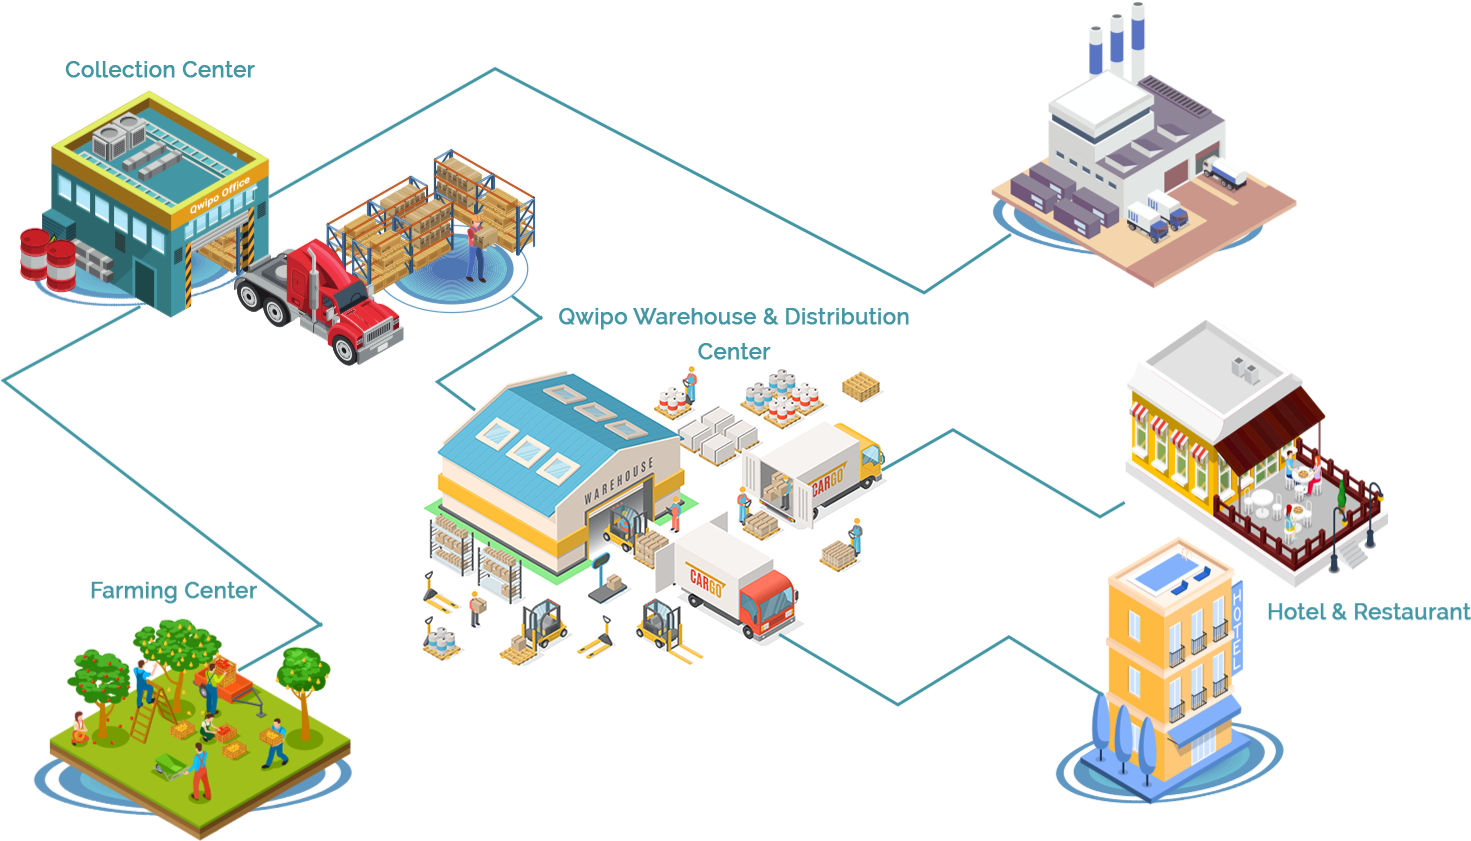 Collection Center
Qwipo Office
Qwipo Warehouse & Distribution
Center
WAREHOUSE
CARGO
CARGO
Farming Center
Hotel & Restaurant
HOTEL